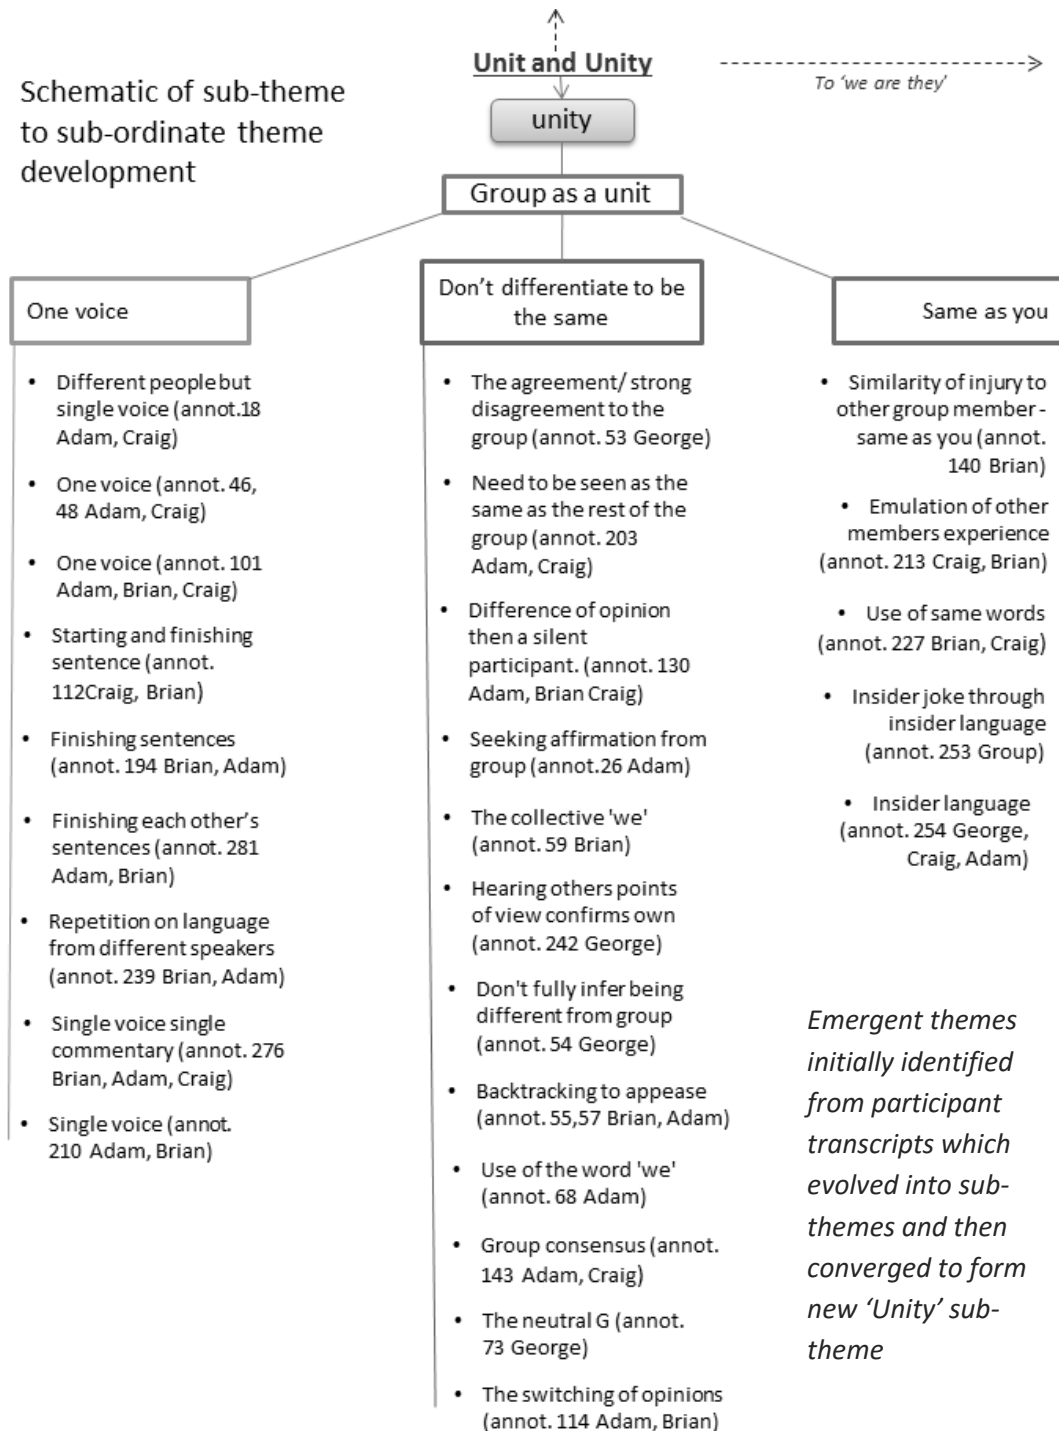 Schematic of sub-theme
to sub-ordinate theme
development
Unit and Unity
To 'we are they'
unity
Group as a unit
One voice
• Different people but
single voice (annot.18
Adam, Craig)
• One voice (annot. 46,
48 Adam, Craig)
• One voice (annot. 101
Adam, Brian, Craig)
• Starting and finishing
sentence (annot.
112Craig, Brian)
• Finishing sentences
(annot. 194 Brian, Adam)
• Finishing each other's
sentences (annot. 281
Adam, Brian)
• Repetition on language
from different speakers
(annot. 239 Brian, Adam)
• Single voice single
commentary (annot. 276
Brian, Adam, Craig)
• Single voice (annot.
210 Adam, Brian)
Don't differentiate to be
the same
• The agreement/ strong
disagreement to the
group (annot. 53 George)
• Need to be seen as the
same as the rest of the
group (annot. 203
Adam, Craig)
• Difference of opinion
then a silent
participant. (annot. 130
Adam, Brian Craig)
• Seeking affirmation from
group (annot.26 Adam)
• The collective 'we'
(annot. 59 Brian)
• Hearing others points
of view confirms own
(annot. 242 George)
• Don't fully infer being
different from group
(annot. 54 George)
• Backtracking to appease
(annot. 55,57 Brian, Adam)
• Use of the word 'we'
(annot. 68 Adam)
• Group consensus (annot.
143 Adam, Craig)
• The neutral G (annot.
73 George)
• The switching of opinions
(annot. 114 Adam, Brian)
Same as you
• Similarity of injury to
other group member -
same as you (annot.
140 Brian)
• Emulation of other
members experience
(annot. 213 Craig, Brian)
• Use of same words
(annot. 227 Brian, Craig)
• Insider joke through
insider language
(annot. 253 Group)
• Insider language
(annot. 254 George,
Craig, Adam)
Emergent themes
initially identified
from participant
transcripts which
evolved into sub-
themes and then
converged to form
new 'Unity' sub-
theme